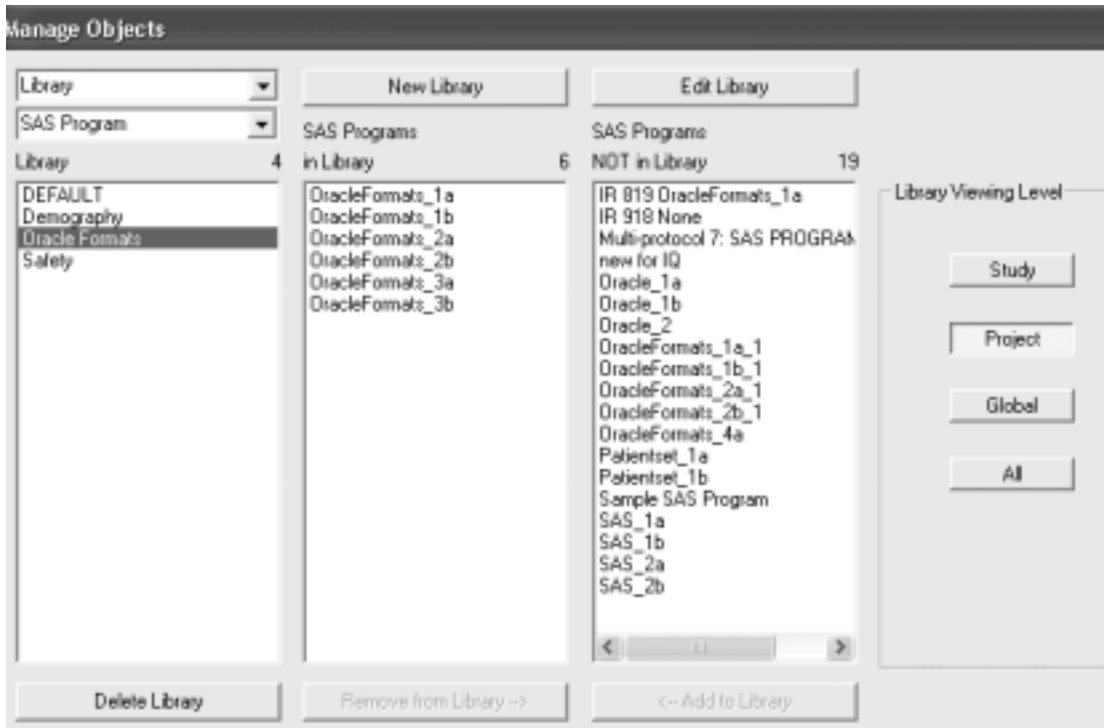 Manage Objects
Library
New Library
Edit Library
SAS Program
SAS Programs
SAS Programs
Library 4
in Library 6
NOT in Library 19
DEFAULT
Demography
Oracle Formats
Safety
OracleFormats_1a
OracleFormats_1b
OracleFormats_2a
OracleFormats_2b
OracleFormats_3a
OracleFormats_3b
IR 819 OracleFormats_1a
IR 918 None
Multi-protocol 7: SAS PROGRAM
new for IQ
Oracle_1a
Oracle_1b
Oracle_2
OracleFormats_1a_1
OracleFormats_1b_1
OracleFormats_2a_1
OracleFormats_2b_1
OracleFormats_4a
Patientset_1a
Patientset_1b
Sample SAS Program
SAS_1a
SAS_1b
SAS_2a
SAS_2b
Library Viewing Level
Study
Project
Global
All
Delete Library
Remove from Library -->
<-- Add to Library